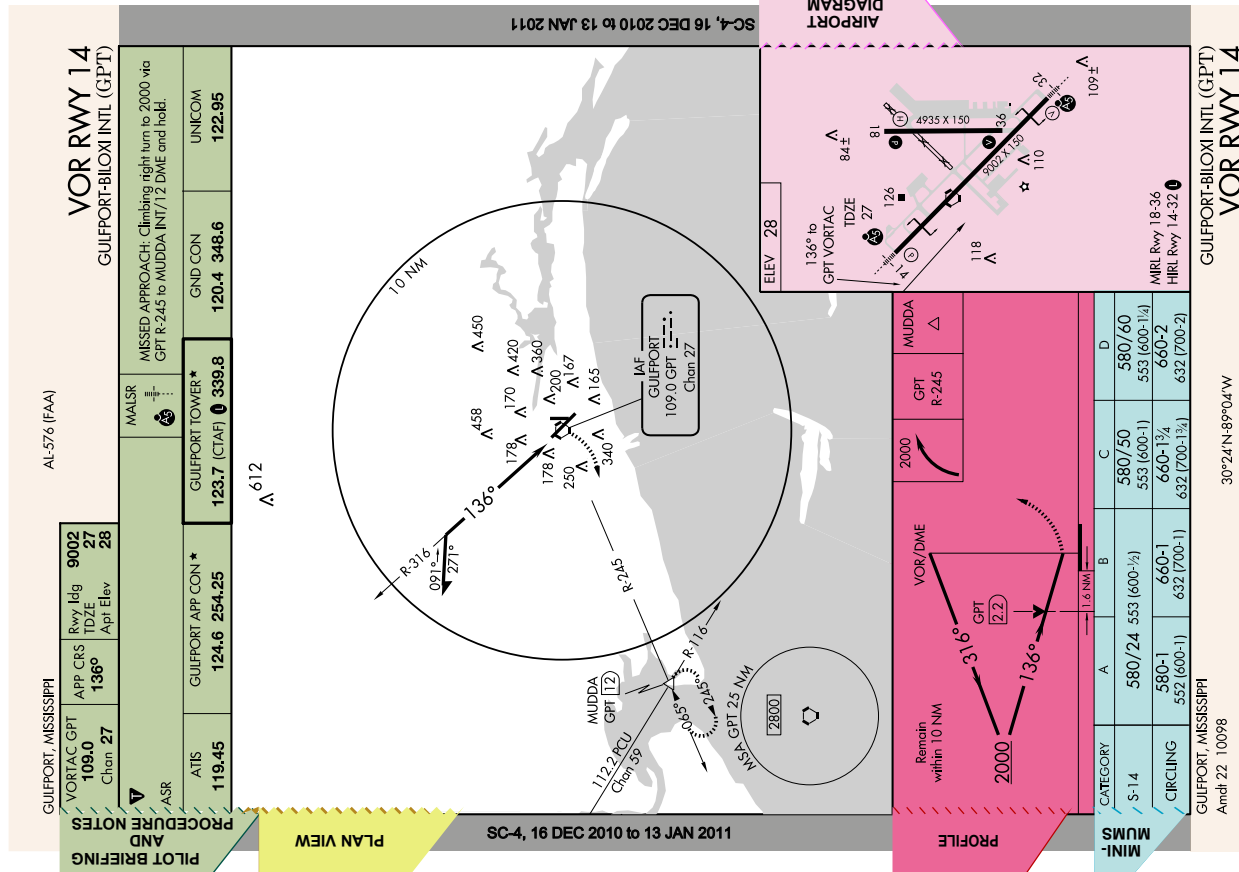 GULFPORT, MISSISSIPPI
AL-576 (FAA)
VOR RWY 14
GULFPORT-BILOXI INTL (GPT)
VORTAC GPT
109.0
Chan 27
APP CRS
136°
Rwy ldg 9002
TDZE 27
Apt Elev 28
T
ASR
MALSR
A5
MISSED APPROACH: Climbing right turn to 2000 via
GPT R-245 to MUDDA INT/12 DME and hold.
ATIS
119.45
GULFPORT APP CON ★
124.6 254.25
GULFPORT TOWER ★
123.7 (CTAF) L 339.8
GND CON
120.4 348.6
UNICOM
122.95
PILOT BRIEFING
AND
PROCEDURE NOTES
PLAN VIEW
PROFILE
MINI-
MUMS
AIRPORT
DIAGRAM
SC-4, 16 DEC 2010 to 13 JAN 2011
SC-4, 16 DEC 2010 to 13 JAN 2011
612
10 NM
R-316
091°
271°
136°
458
450
178
170
420
360
178
200
167
250
165
340
IAF
GULFPORT
109.0 GPT
Chan 27
R-245
MUDDA
GPT 12
R-116
065°
245°
112.2 PCU
Chan 59
MSA GPT 25 NM
2800
ELEV 28
136° to
GPT VORTAC
TDZE
27
A5
P
14
126
118
84±
18
P
H
4935 X 150
V
36
9002 X 150
110
V
A5
32
109±
MIRL Rwy 18-36
HIRL Rwy 14-32 L
Remain
within 10 NM
2000
316°
136°
VOR/DME
GPT
2.2
V
1.6 NM
2000
GPT
R-245
MUDDA
CATEGORY
A
B
C
D
S-14
580/24 553 (600-½)
580/50
553 (600-1)
580/60
553 (600-1¼)
CIRCLING
580-1
552 (600-1)
660-1
632 (700-1)
660-1¾
632 (700-1¾)
660-2
632 (700-2)
GULFPORT, MISSISSIPPI
Amdt 22 10098
30°24'N-89°04'W
GULFPORT-BILOXI INTL (GPT)
VOR RWY 14